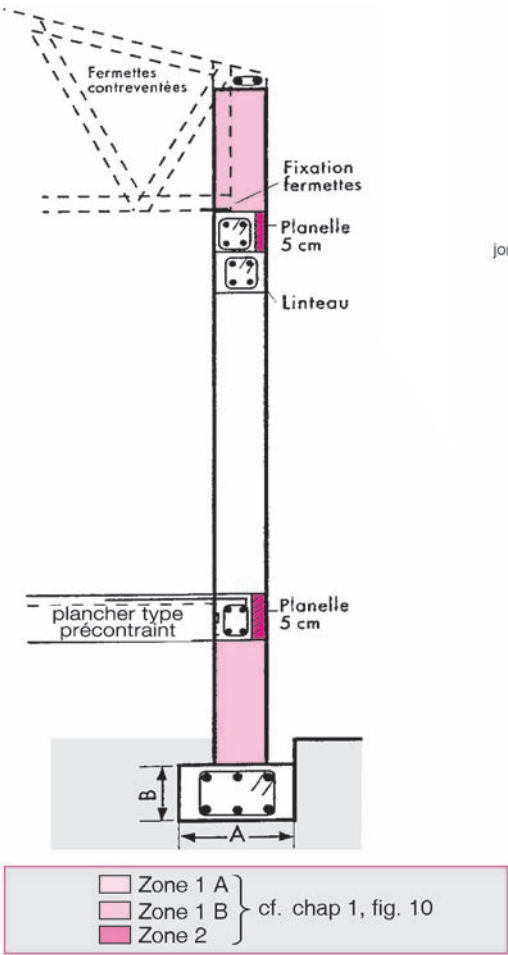 Fermettes
contreventées
Fixation
fermettes
Planelle
5 cm
jo
Linteau
plancher type
précontraint
Planelle
5 cm
B
A
Zone 1 A
Zone 1 B
Zone 2
cf. chap 1, fig. 10